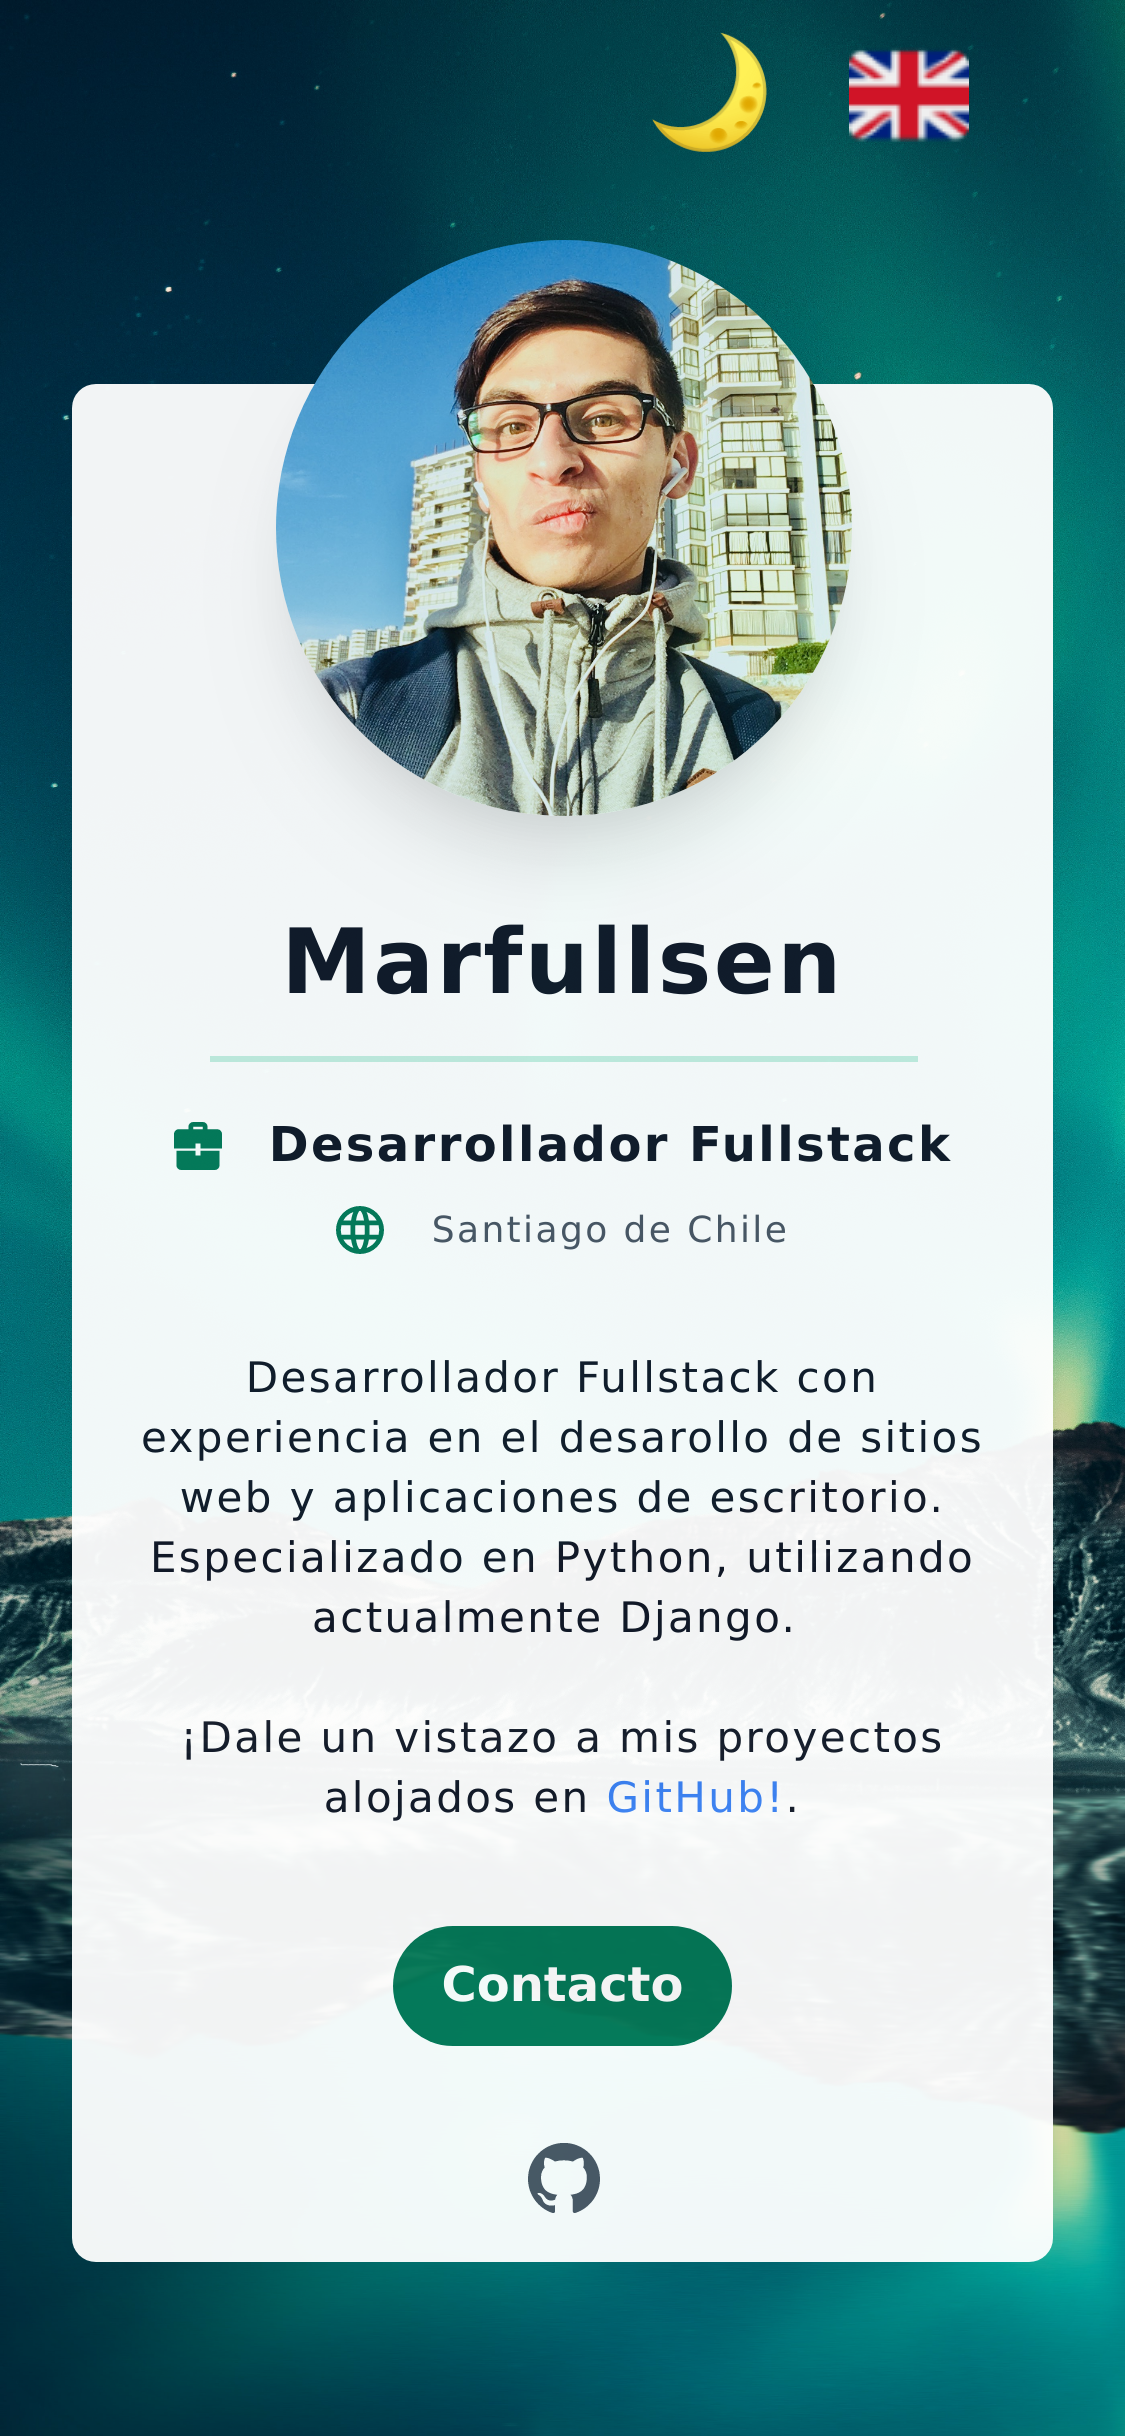 Marfullsen
Desarrollador Fullstack
Santiago de Chile
Desarrollador Fullstack con
experiencia en el desarollo de sitios
web y aplicaciones de escritorio.
Especializado en Python, utilizando
actualmente Django.
¡Dale un vistazo a mis proyectos
alojados en GitHub!.
Contacto